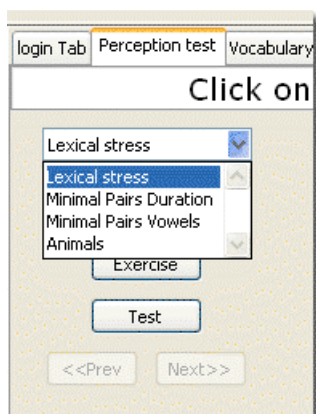 login Tab Perception test Vocabulary
Click on
Lexical stress
Lexical stress
Minimal Pairs Duration
Minimal Pairs Vowels
Animals
Exercise
Test
<<Prev Next>>